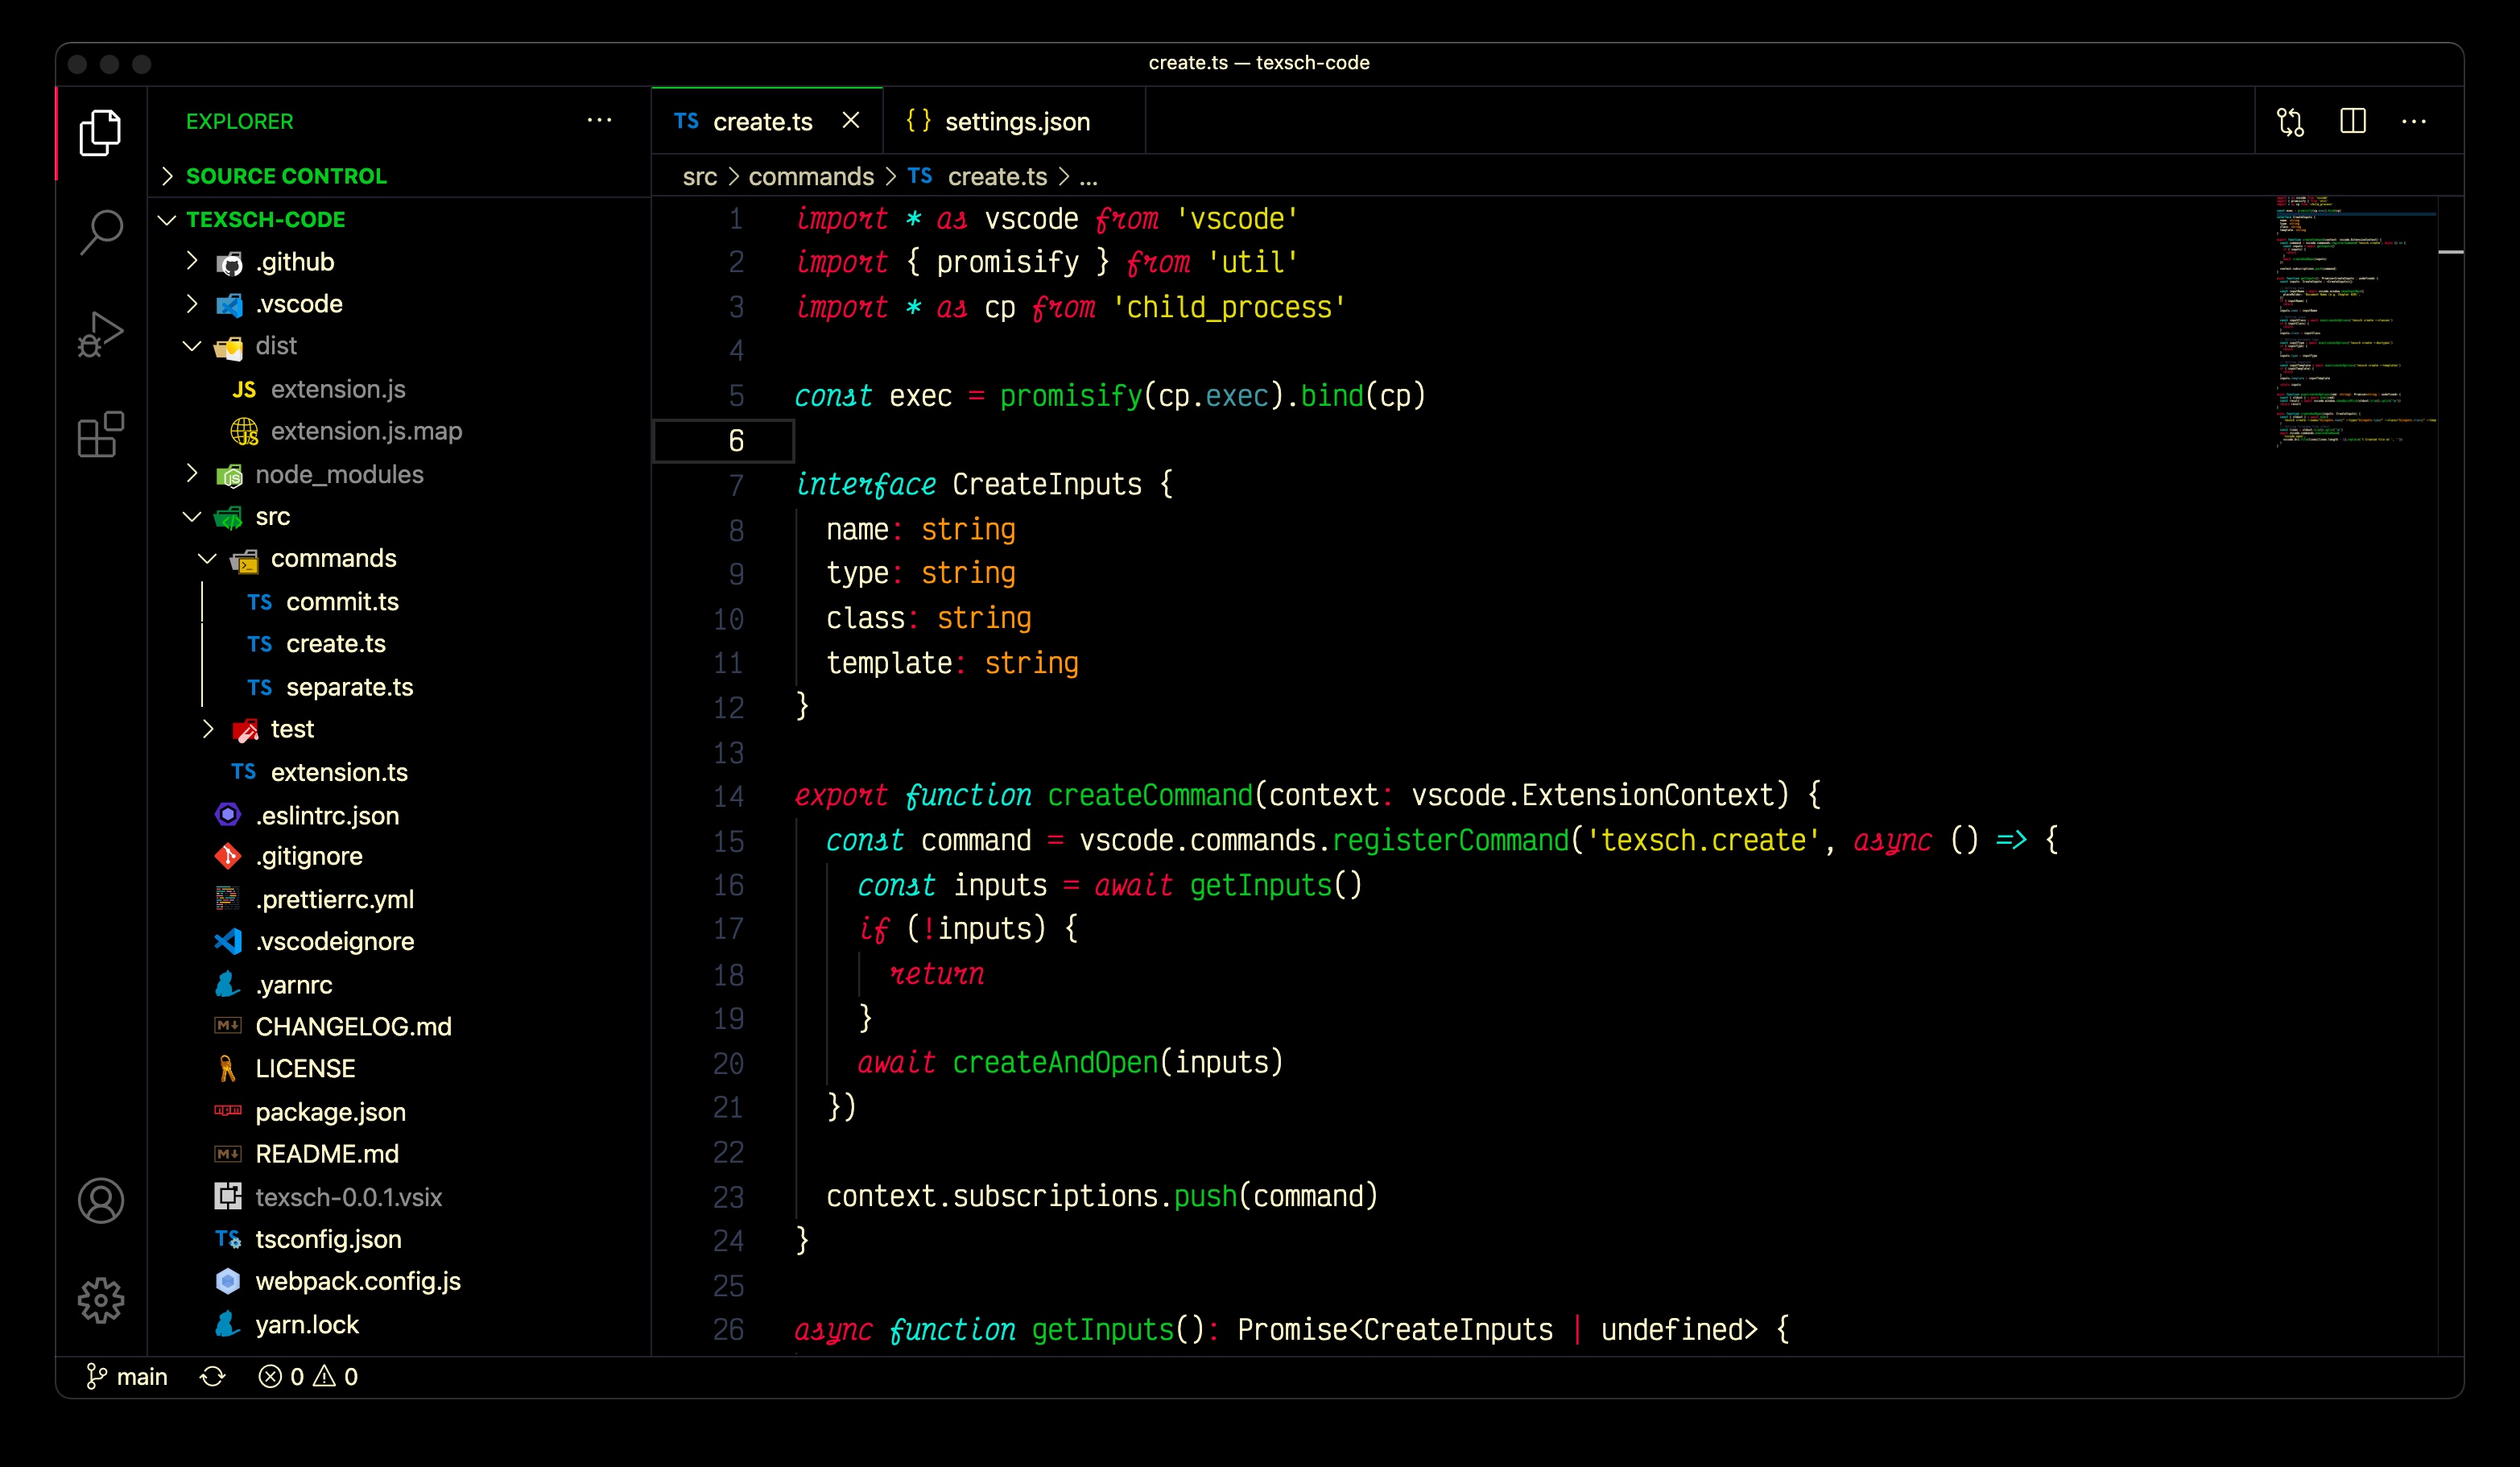 create.ts — texsch-code
EXPLORER
SOURCE CONTROL
TEXSCH-CODE
.github
.vscode
dist
JS extension.js
extension.js.map
node_modules
src
commands
TS commit.ts
TS create.ts
TS separate.ts
test
TS extension.ts
.eslintrc.json
.gitignore
.prettierrc.yml
.vscodeignore
.yarnrc
CHANGELOG.md
LICENSE
package.json
README.md
texsch-0.0.1.vsix
tsconfig.json
webpack.config.js
yarn.lock
TS create.ts
{} settings.json
src > commands > TS create.ts > ...
1 import * as vscode from 'vscode'
2 import { promisify } from 'util'
3 import * as cp from 'child_process'
4
5 const exec = promisify(cp.exec).bind(cp)
6
7 interface CreateInputs {
8 name: string
9 type: string
10 class: string
11 template: string
12 }
13
14 export function createCommand(context: vscode.ExtensionContext) {
15 const command = vscode.commands.registerCommand('texsch.create', async () => {
16 const inputs = await getInputs()
17 if (!inputs) {
18 return
19 }
20 await createAndOpen(inputs)
21 })
22
23 context.subscriptions.push(command)
24 }
25
26 async function getInputs(): Promise<CreateInputs | undefined> {
main 0 0